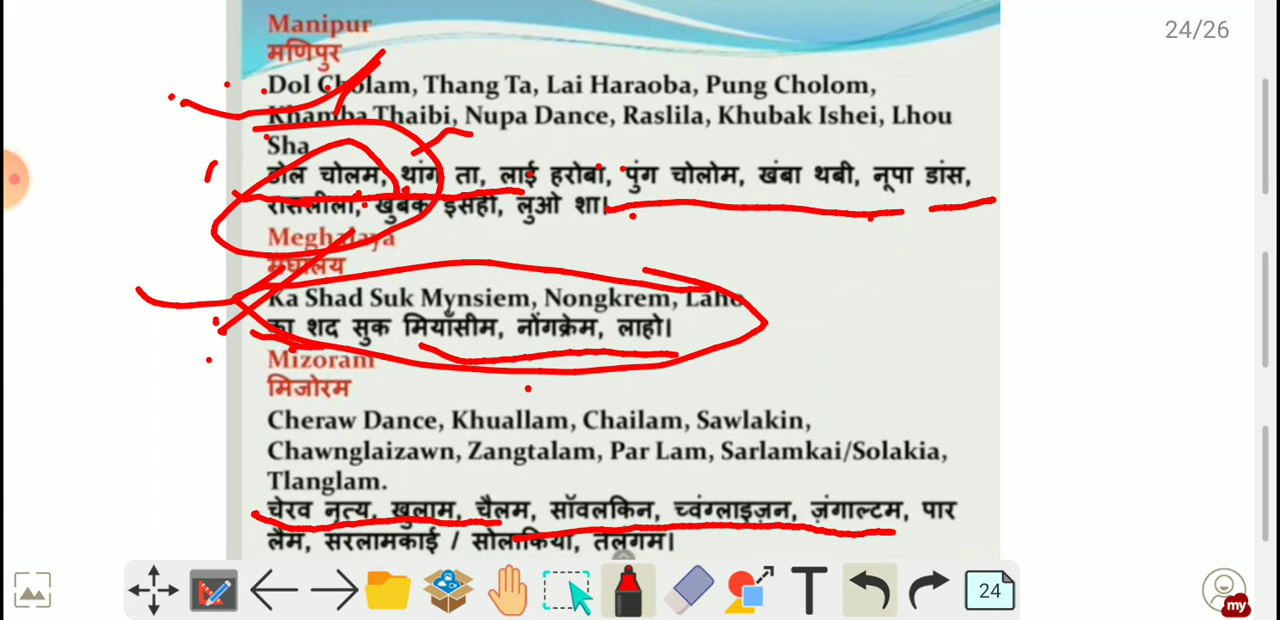 24/26
Manipur
मणिपुर
Dol Cholam, Thang Ta, Lai Haraoba, Pung Cholom,
Khamba Thaibi, Nupa Dance, Raslila, Khubak Ishei, Lhou
Sha
ढोल चोलम, थांग ता, लाई हरोबा, पुंग चोलोम, खंबा थबी, नूपा डांस,
रासलीला, खुबक इसही, लुओ शा।
Meghalaya
मेघालय
Ka Shad Suk Mynsiem, Nongkrem, Laho
का शद सुक मियाँसीम, नोंगक्रेम, लाहो।
Mizoram
मिजोरम
Cheraw Dance, Khuallam, Chailam, Sawlakin,
Chawnglaizawn, Zangtalam, Par Lam, Sarlamkai/Solakia,
Tlanglam.
चेरव नृत्य, खुलाम, चैलम, सॉवलकिन, च्वंग्लाइज़न, ज़ंगाल्टम, पार
लैम, सरलामकाई / सोलाकिया, तलंगम।
T
24
my